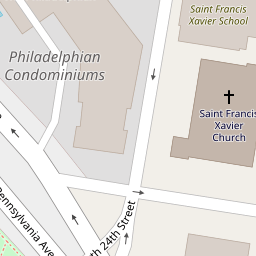 Saint Francis
Xavier School
Philadelphian
Condominiums
Saint Francis
Xavier
Church
Pennsylvania Ave
th 24th Street